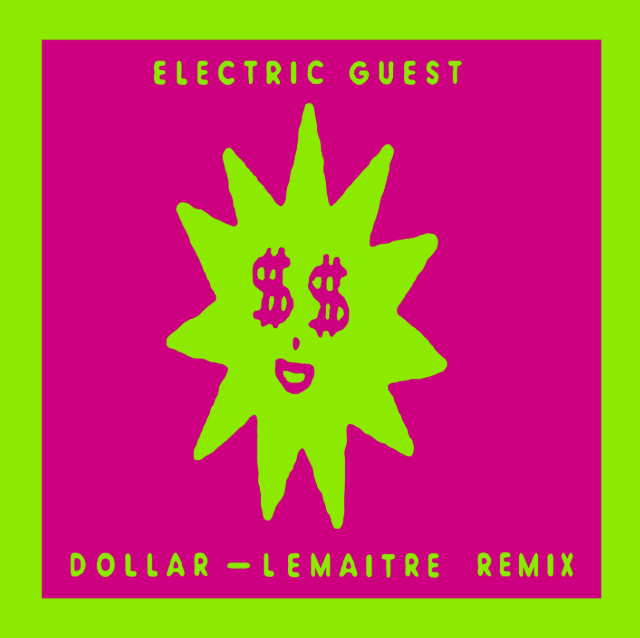 ELECTRIC GUEST
$ $
DOLLAR – LEMAITRE REMIX